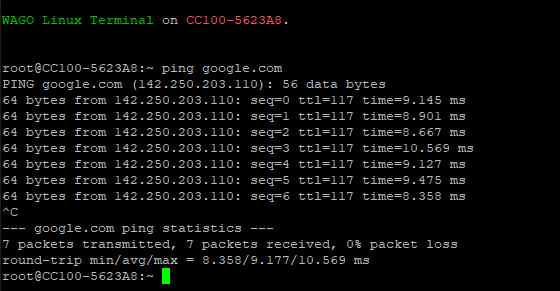 WAGO Linux Terminal on CC100-5623A8.
root@CC100-5623A8:~ ping google.com
PING google.com (142.250.203.110): 56 data bytes
64 bytes from 142.250.203.110: seq=0 ttl=117 time=9.145 ms
64 bytes from 142.250.203.110: seq=1 ttl=117 time=8.901 ms
64 bytes from 142.250.203.110: seq=2 ttl=117 time=8.667 ms
64 bytes from 142.250.203.110: seq=3 ttl=117 time=10.569 ms
64 bytes from 142.250.203.110: seq=4 ttl=117 time=9.127 ms
64 bytes from 142.250.203.110: seq=5 ttl=117 time=9.475 ms
64 bytes from 142.250.203.110: seq=6 ttl=117 time=8.358 ms
^C
--- google.com ping statistics ---
7 packets transmitted, 7 packets received, 0% packet loss
round-trip min/avg/max = 8.358/9.177/10.569 ms
root@CC100-5623A8:~